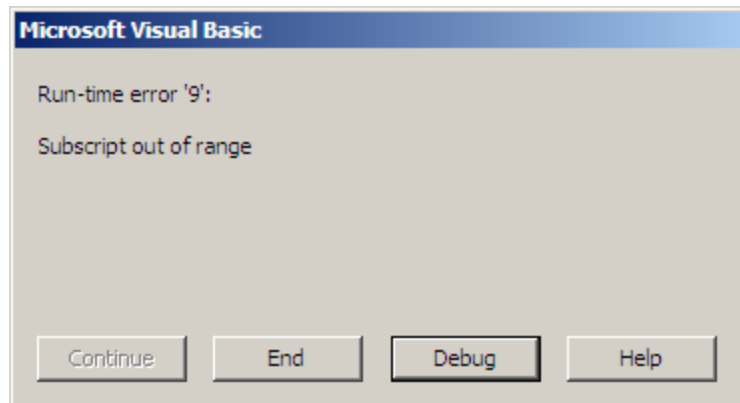 Microsoft Visual Basic
Run-time error '9':
Subscript out of range
Continue End Debug Help